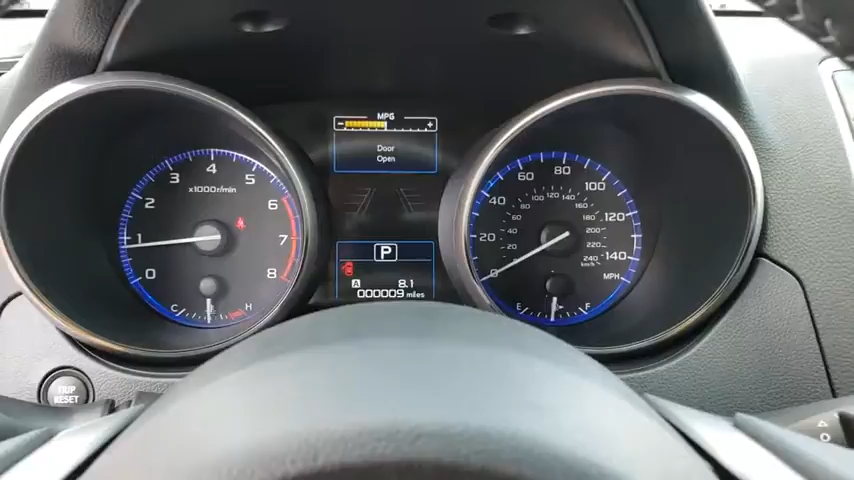 MPG
- +
Door
Open
P
A 8.1
000009 miles
0 1 2 3 4 5 6 7 8
x1000r/min
C H
0 20 40 60 80 100 120 140
MPH
20 40 60 80 100 120 140 160 180 200 220 240
km/h
E F
TRIP
RESET